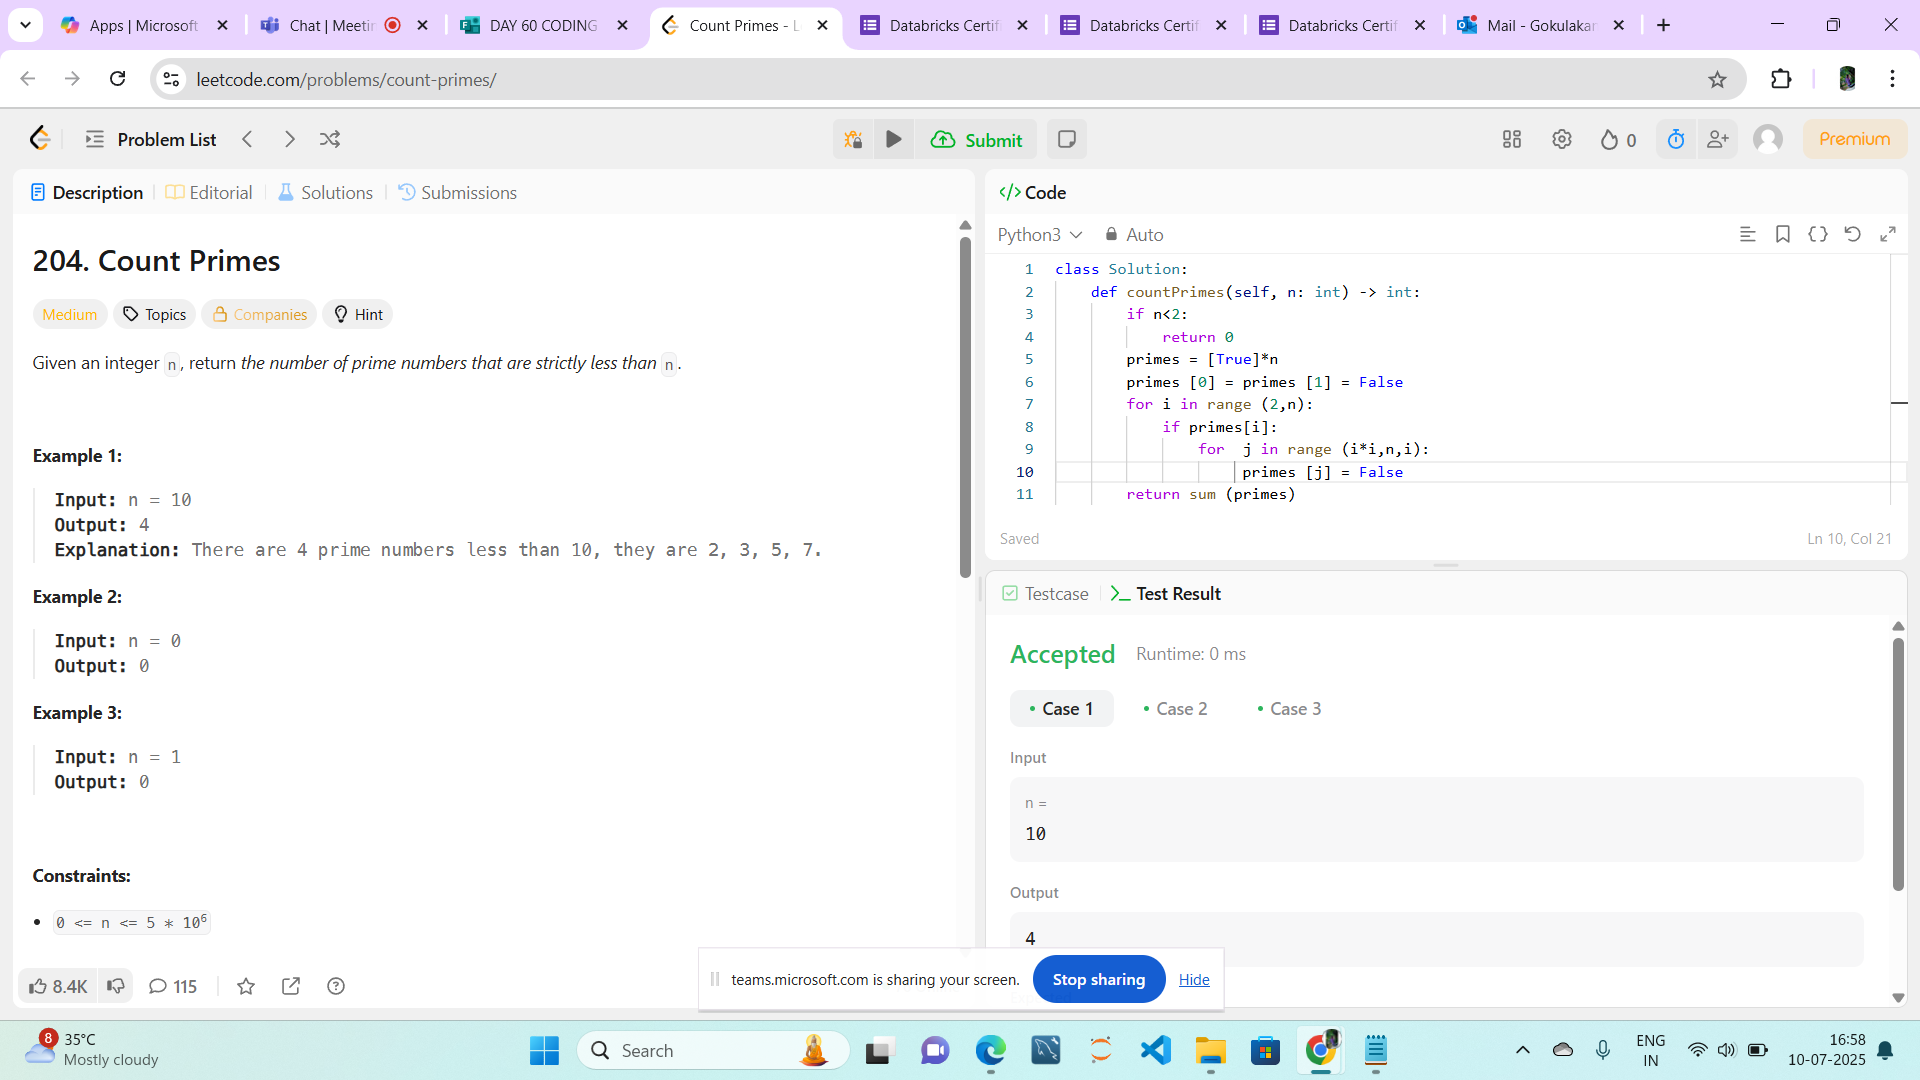 Apps | Microsoft
Chat | Meetin
DAY 60 CODING
Count Primes - L
Databricks Certifi
Databricks Certifi
Databricks Certifi
Mail - Gokulakan
leetcode.com/problems/count-primes/
Problem List
Submit
0
Premium
Description
Editorial
Solutions
Submissions
204. Count Primes
Medium
Topics
Companies
Hint
Given an integer n, return the number of prime numbers that are strictly less than n.
Example 1:
Input: n = 10
Output: 4
Explanation: There are 4 prime numbers less than 10, they are 2, 3, 5, 7.
Example 2:
Input: n = 0
Output: 0
Example 3:
Input: n = 1
Output: 0
Constraints:
• 0 <= n <= 5 * 10⁶
8.4K
115
</> Code
Python3
Auto
1 class Solution:
2     def countPrimes(self, n: int) -> int:
3         if n<2:
4             return 0
5         primes = [True]*n
6         primes [0] = primes [1] = False
7         for i in range (2,n):
8             if primes[i]:
9                 for  j in range (i*i,n,i):
10                     primes [j] = False
11         return sum (primes)
Saved
Ln 10, Col 21
Testcase
Test Result
Accepted
Runtime: 0 ms
• Case 1
• Case 2
• Case 3
Input
n =
10
Output
4
teams.microsoft.com is sharing your screen.
Stop sharing
Hide
8
35°C
Mostly cloudy
Search
ENG
IN
16:58
10-07-2025